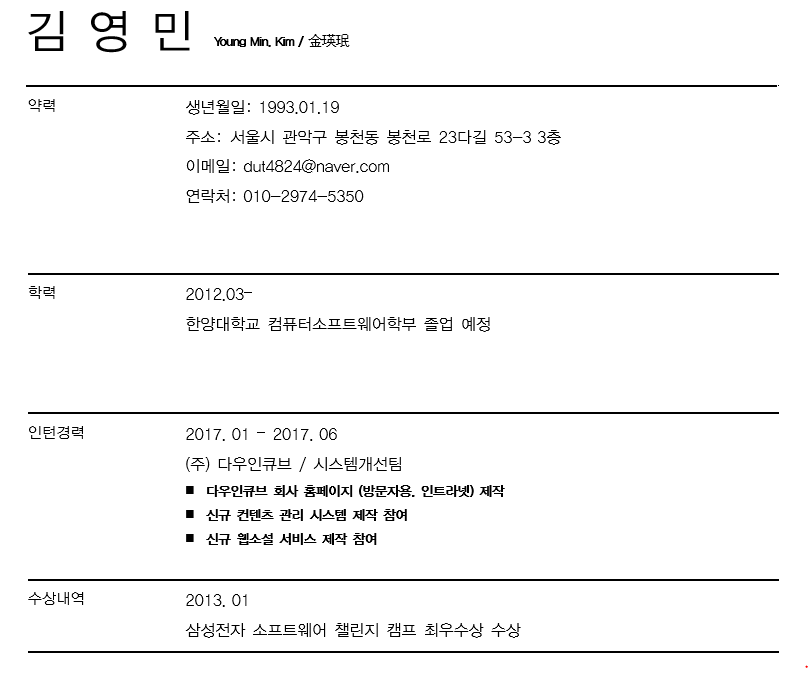 김 영 민 Young Min, Kim / 金瑛珉
약력
생년월일: 1993.01.19
주소: 서울시 관악구 봉천동 봉천로 23다길 53-3 3층
이메일: dut4824@naver.com
연락처: 010-2974-5350
학력
2012.03-
한양대학교 컴퓨터소프트웨어학부 졸업 예정
인턴경력
2017. 01 - 2017. 06
(주) 다우인큐브 / 시스템개선팀
■ 다우인큐브 회사 홈페이지 (방문자용, 인트라넷) 제작
■ 신규 컨텐츠 관리 시스템 제작 참여
■ 신규 웹소설 서비스 제작 참여
수상내역
2013. 01
삼성전자 소프트웨어 챌린지 캠프 최우수상 수상